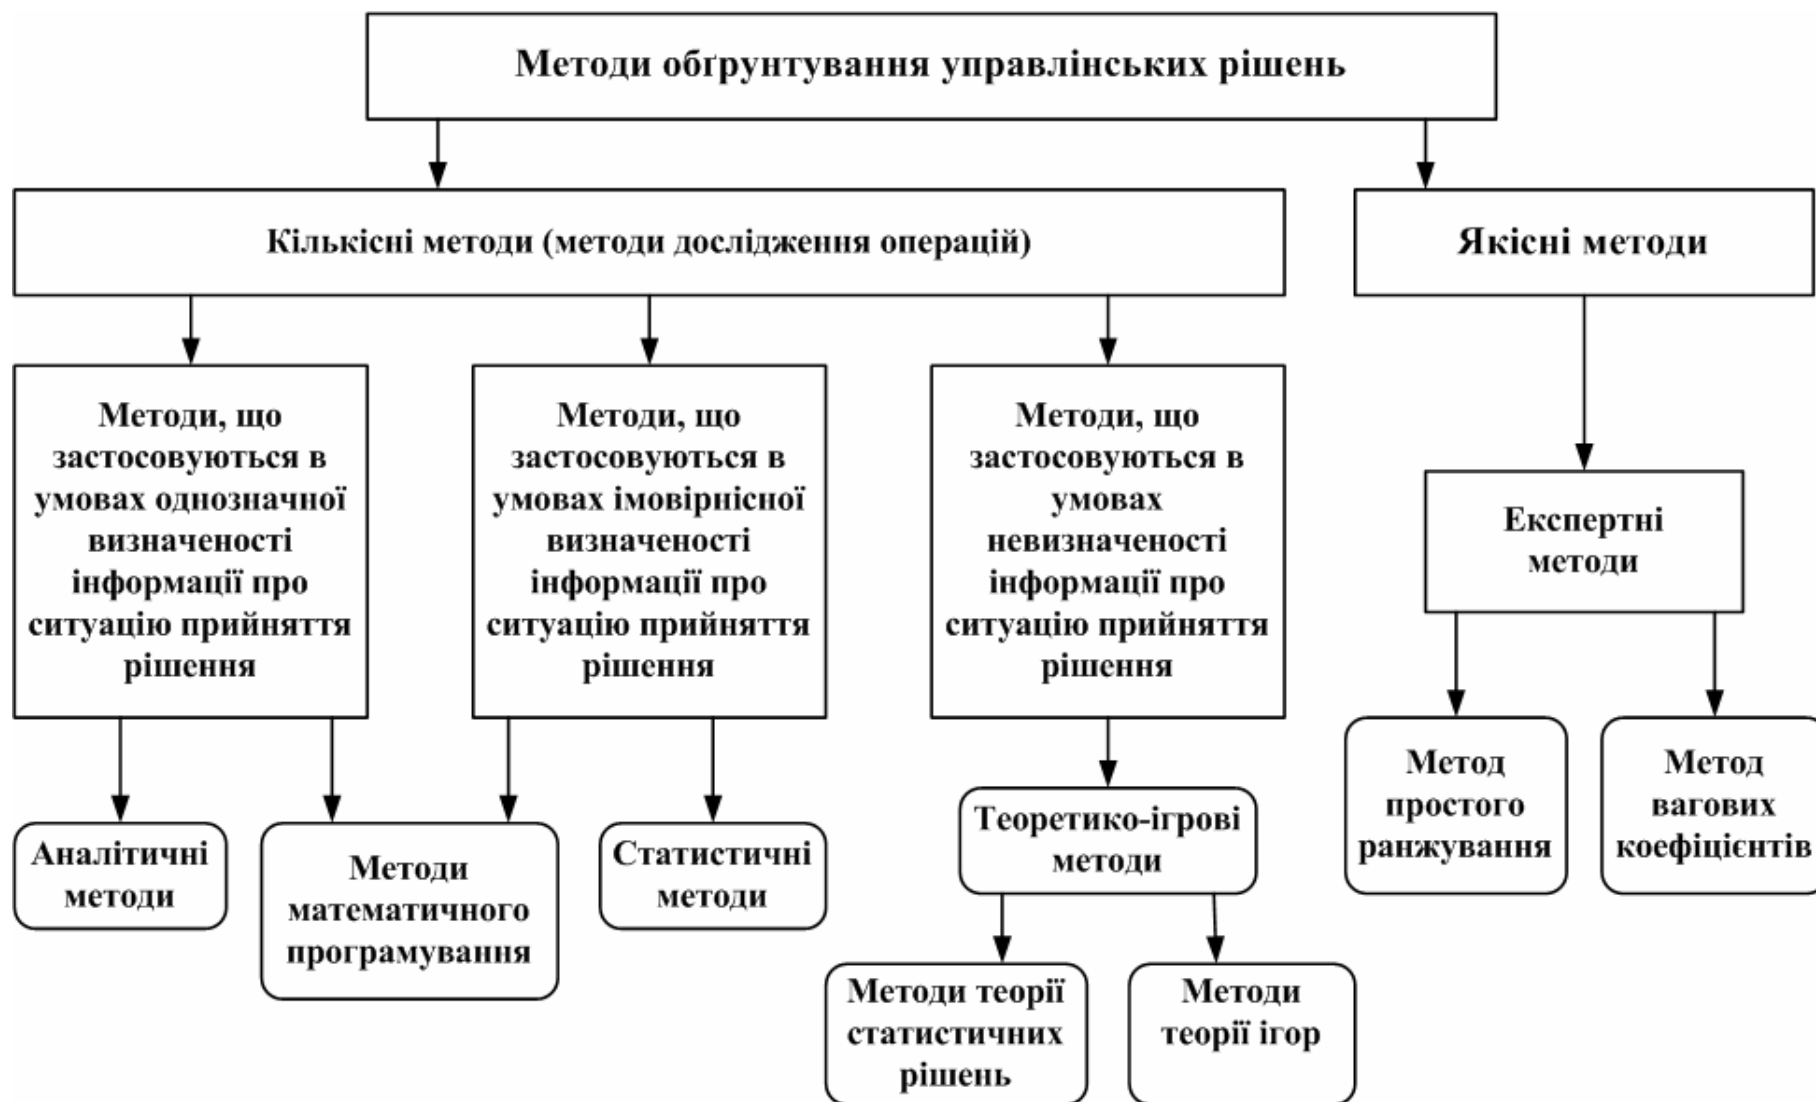 Методи обґрунтування управлінських рішень
Кількісні методи (методи дослідження операцій)
Якісні методи
Методи, що
застосовуються в
умовах однозначної
визначеності
інформації про
ситуацію прийняття
рішення
Методи, що
застосовуються в
умовах імовірнісної
визначеності
інформації про
ситуацію прийняття
рішення
Методи, що
застосовуються в
умовах
невизначеності
інформації про
ситуацію прийняття
рішення
Експертні
методи
Аналітичні
методи
Методи
математичного
програмування
Статистичні
методи
Теоретико-ігрові
методи
Метод
простого
ранжування
Метод
вагових
коефіцієнтів
Методи теорії
статистичних
рішень
Методи
теорії ігор